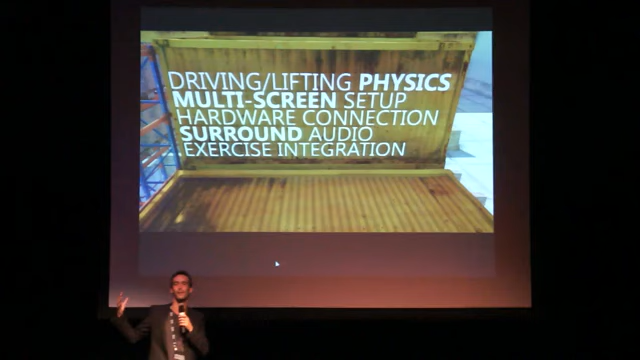 DRIVING/LIFTING PHYSICS
MULTI-SCREEN SETUP
HARDWARE CONNECTION
SURROUND AUDIO
EXERCISE INTEGRATION